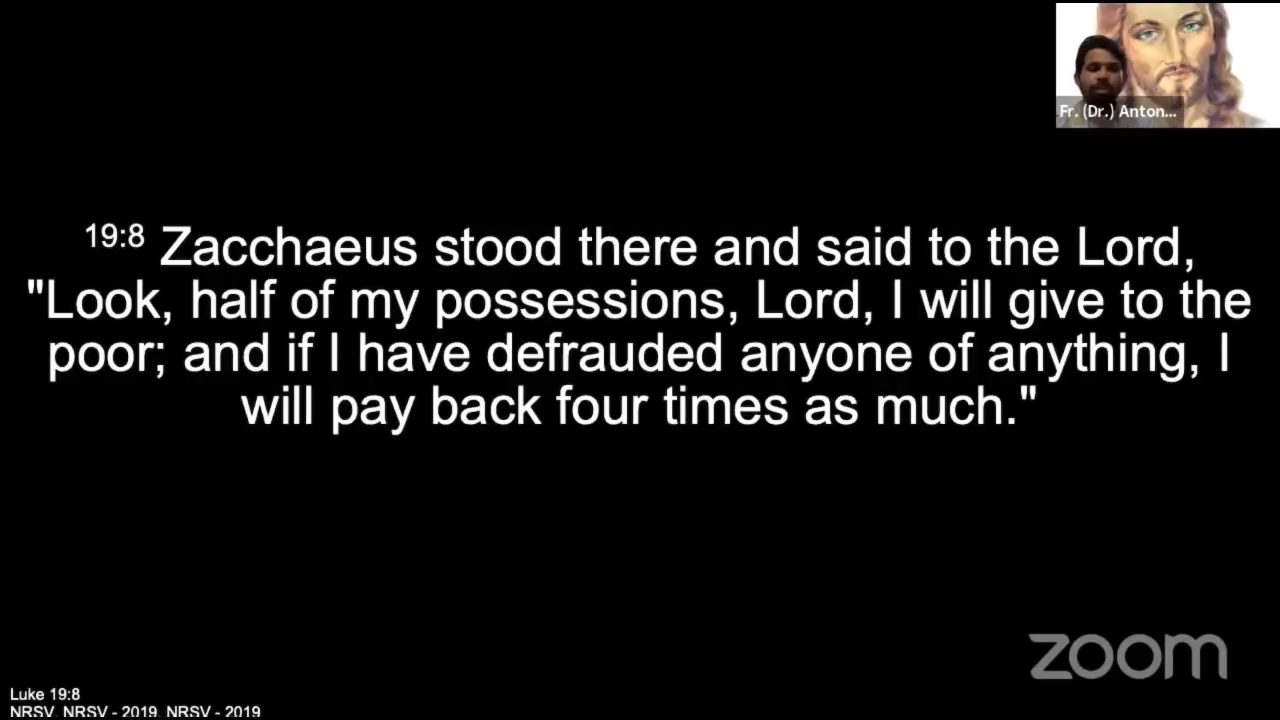 Fr. (Dr.) Anton...
19:8 Zacchaeus stood there and said to the Lord,
"Look, half of my possessions, Lord, I will give to the
poor; and if I have defrauded anyone of anything, I
will pay back four times as much."
zoom
Luke 19:8
NRSV, NRSV - 2019, NRSV - 2019